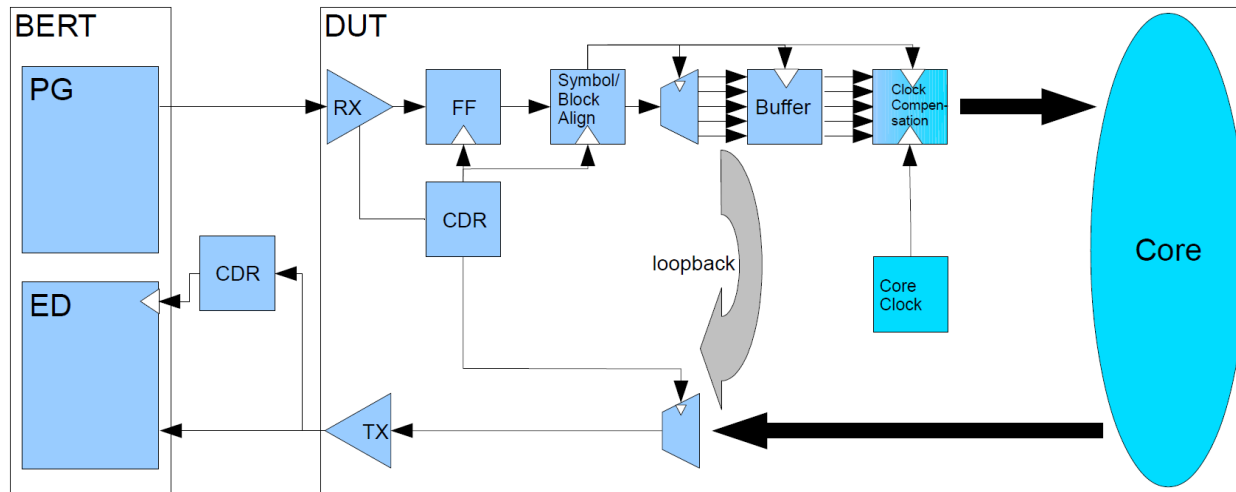 BERT
DUT
PG
RX
FF
Symbol/
Block
Align
Buffer
Clock
Compen-
sation
CDR
CDR
loopback
Core
Core
Clock
ED
TX